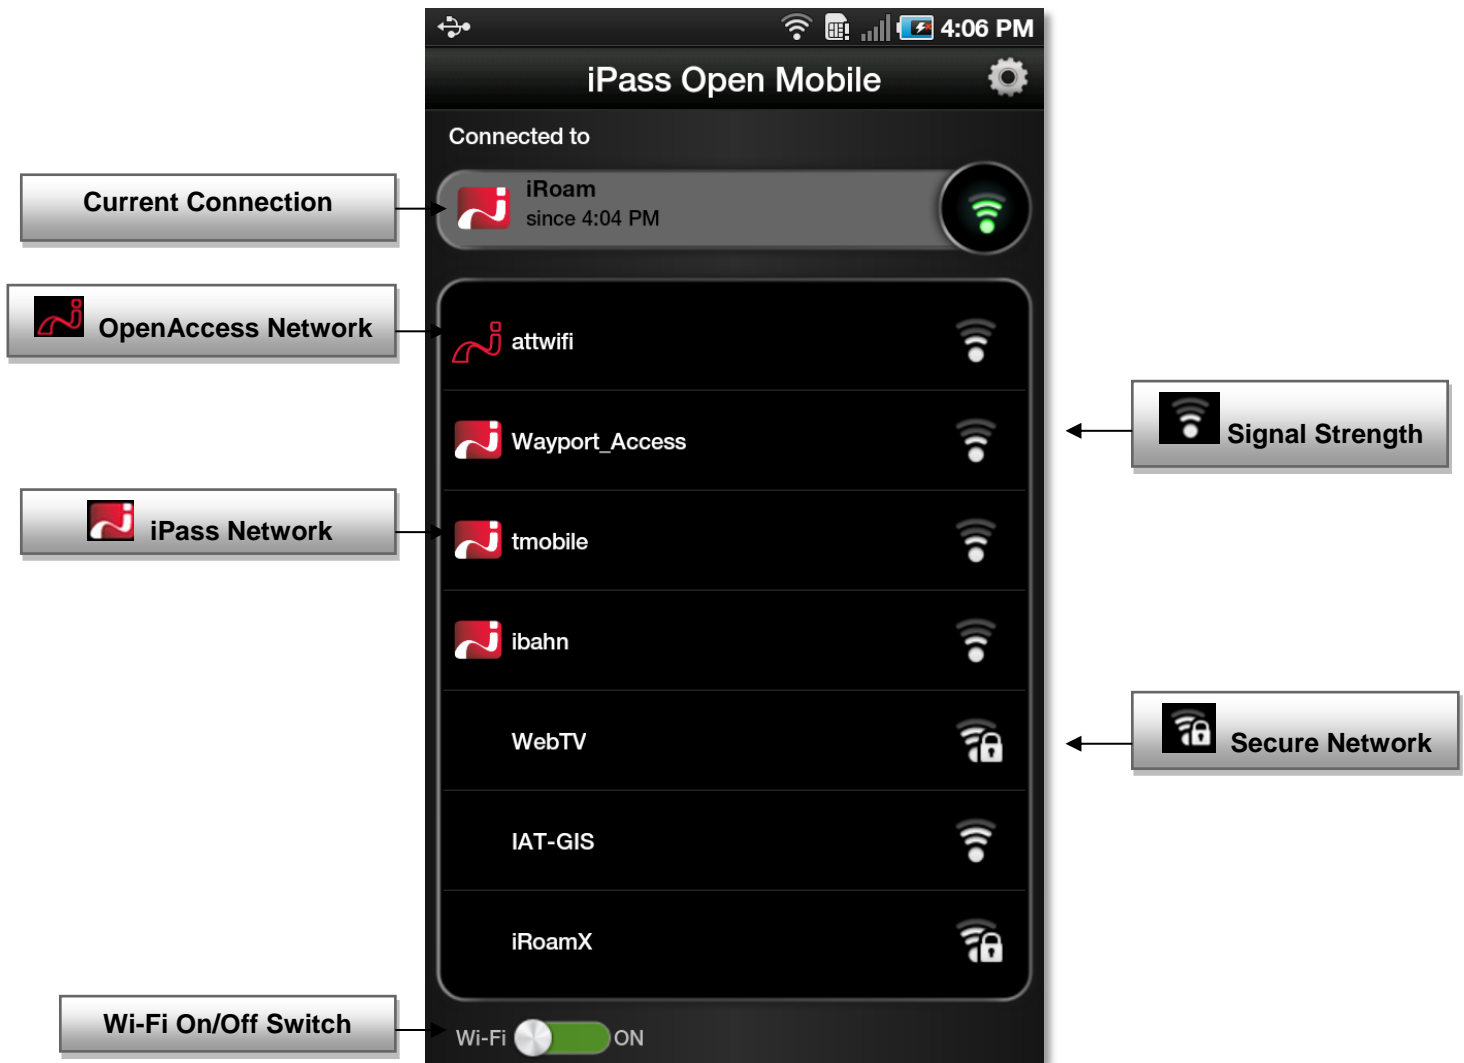 4:06 PM
iPass Open Mobile
Connected to
Current Connection
iRoam
since 4:04 PM
OpenAccess Network
attwifi
Wayport_Access
Signal Strength
iPass Network
tmobile
ibahn
WebTV
Secure Network
IAT-GIS
iRoamX
Wi-Fi On/Off Switch
Wi-Fi ON